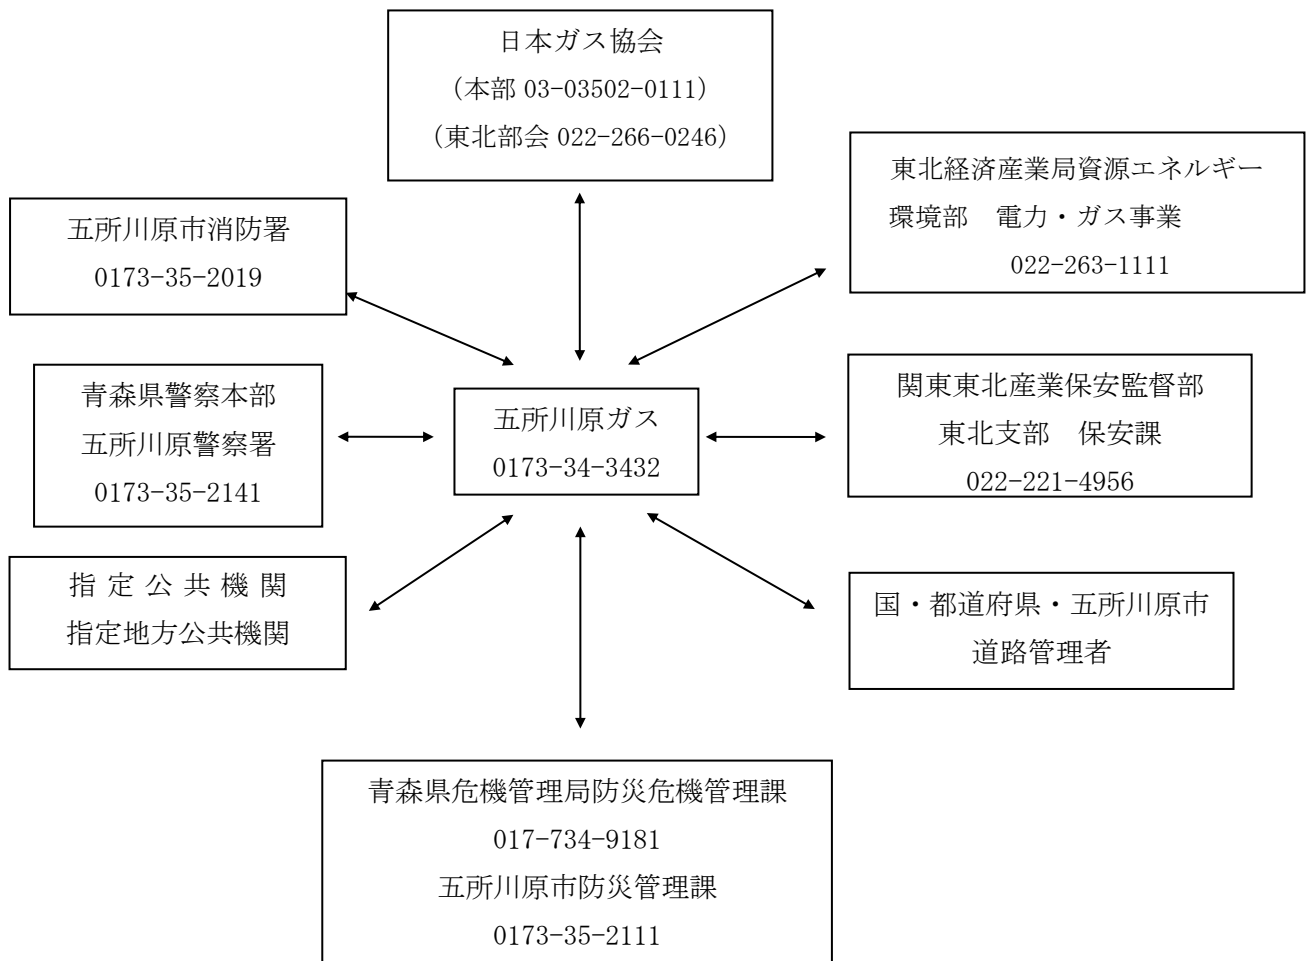 日本ガス協会
（本部 03-03502-0111）
（東北部会 022-266-0246）
東北経済産業局資源エネルギー
環境部　電力・ガス事業
022-263-1111
五所川原市消防署
0173-35-2019
青森県警察本部
五所川原警察署
0173-35-2141
五所川原ガス
0173-34-3432
関東東北産業保安監督部
東北支部　保安課
022-221-4956
指 定 公 共 機 関
指定地方公共機関
国・都道府県・五所川原市
道路管理者
青森県危機管理局防災危機管理課
017-734-9181
五所川原市防災管理課
0173-35-2111